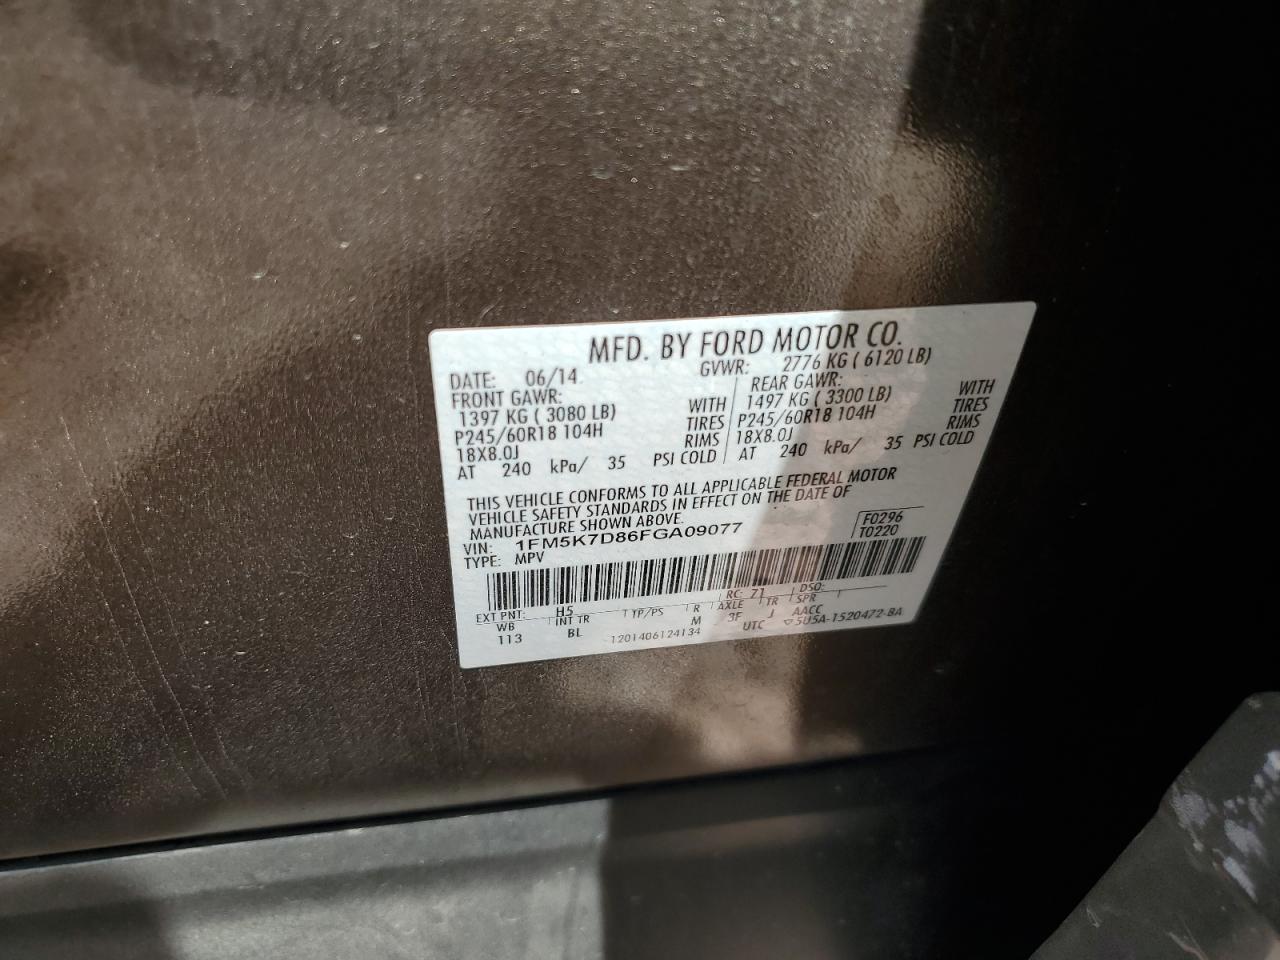 MFD. BY FORD MOTOR CO.
DATE: 06/14 GVWR: 2776 KG ( 6120 LB)
FRONT GAWR: REAR GAWR:
1397 KG ( 3080 LB) WITH 1497 KG ( 3300 LB) WITH
P245/60R18 104H TIRES P245/60R18 104H TIRES
18X8.0J RIMS 18X8.0J RIMS
AT 240 kPa/ 35 PSI COLD AT 240 kPa/ 35 PSI COLD
THIS VEHICLE CONFORMS TO ALL APPLICABLE FEDERAL MOTOR
VEHICLE SAFETY STANDARDS IN EFFECT ON THE DATE OF
MANUFACTURE SHOWN ABOVE.
VIN: 1FM5K7D86FGA09077 F0296
TYPE: MPV T0220
EXT PNT: H5 RC: 71 DSO:
WB INT TR TYP/PS R AXLE TR SPR
113 BL M 3F J AACC
1201406124134 UTC ▽ 5U5A-1520472-BA